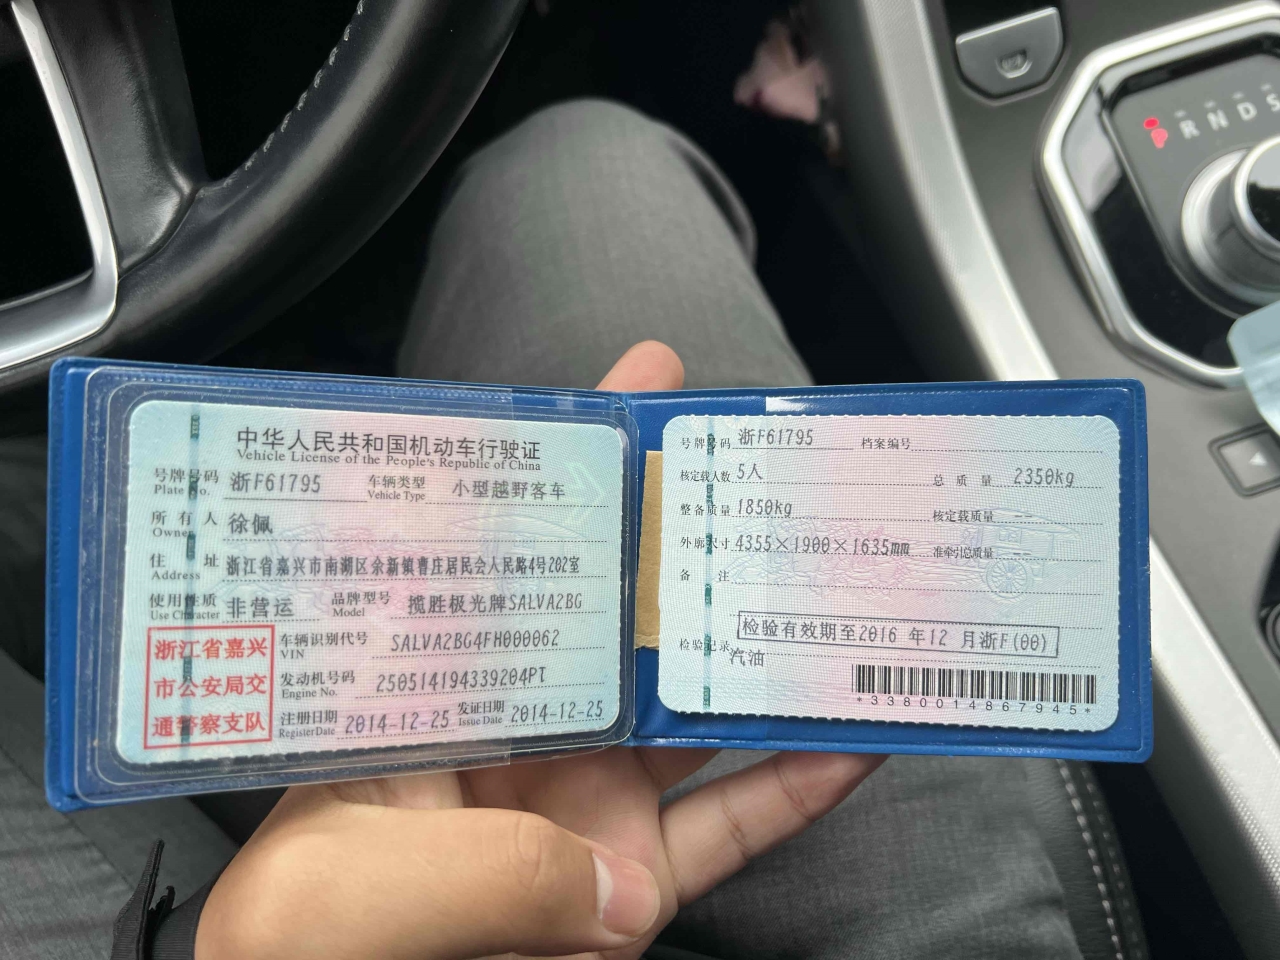 中华人民共和国机动车行驶证
Vehicle License of the People's Republic of China
号牌号码 浙F61795 车辆类型 小型越野客车
Plate No. Vehicle Type
所有人 徐佩
Owner
住址 浙江省嘉兴市南湖区余新镇曹庄居民会人民路4号202室
Address
使用性质 非营运 品牌型号 揽胜极光牌SALVA2BG
Use Character Model
浙江省嘉兴
市公安局交
通警察支队
车辆识别代号 SALVA2BG4FH000062
VIN
发动机号码 250514194339204PT
Engine No.
注册日期 2014-12-25 发证日期 2014-12-25
Register Date Issue Date
号牌号码 浙F61795 档案编号
核定载人数 5人 总质量 2350kg
整备质量 1850kg 核定载质量 --
外廓尺寸 4355×1900×1635mm 准牵引总质量 --
备注
检验有效期至2016 年12 月浙F(00)
检验记录
汽油
*3380014867945*
P R N D S